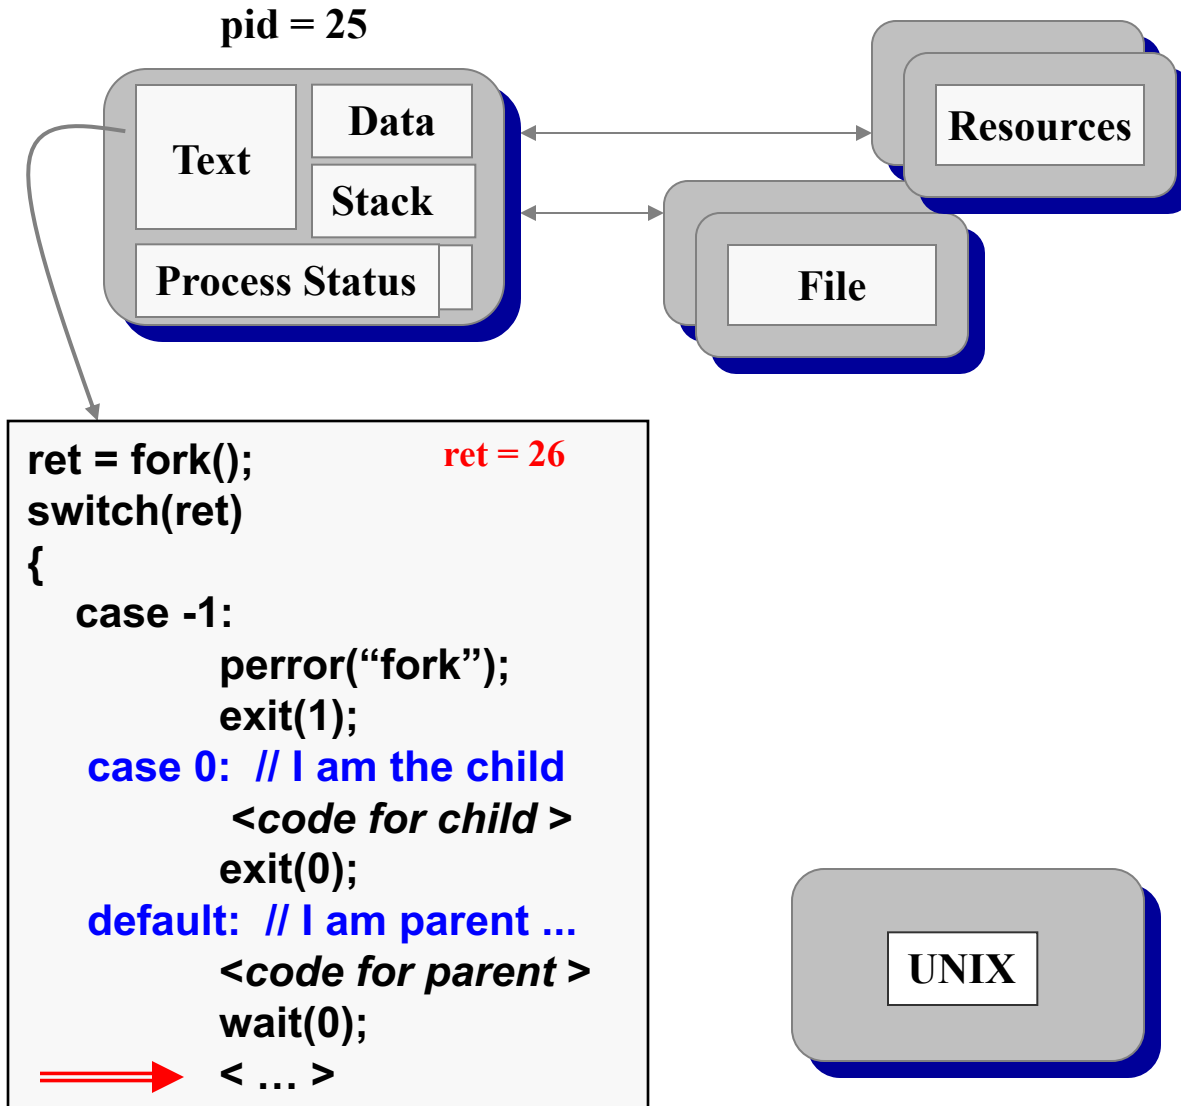 pid = 25
Text
Data
Stack
Process Status
Resources
File
ret = fork(); ret = 26
switch(ret)
{
case -1:
perror(“fork”);
exit(1);
case 0: // I am the child
<code for child >
exit(0);
default: // I am parent ...
<code for parent >
wait(0);
< ... >
UNIX